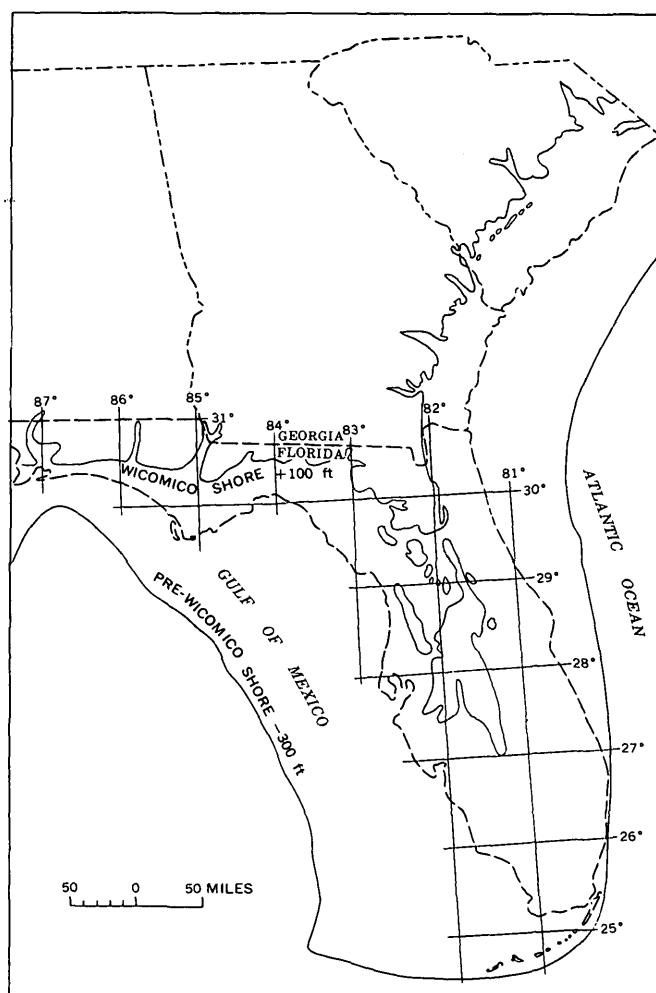 87°
86°
85°
31°
84°
GEORGIA
83°
82°
FLORIDA
WICOMICO SHORE +100 ft
81°
30°
ATLANTIC OCEAN
GULF OF MEXICO
29°
PRE-WICOMICO SHORE -300 ft
28°
27°
26°
50 0 50 MILES
25°